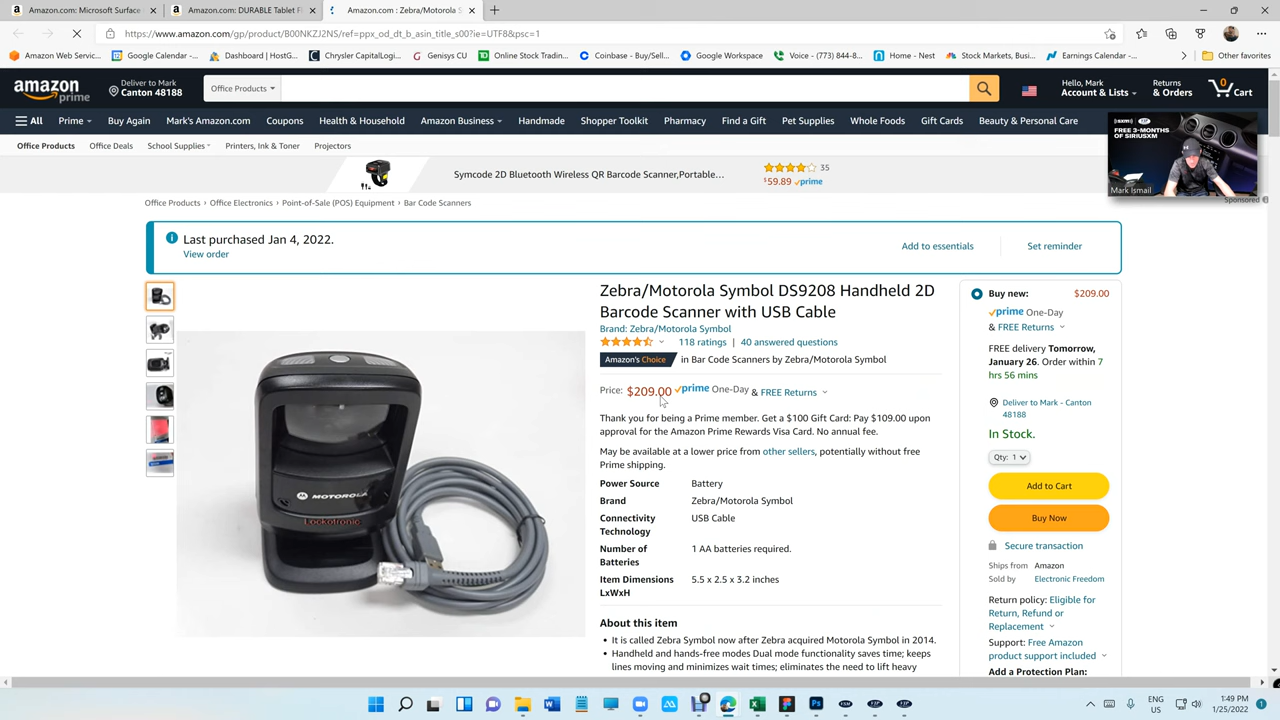 Amazon.com: Microsoft Surface
Amazon.com: DURABLE Tablet F
Amazon.com : Zebra/Motorola S
https://www.amazon.com/gp/product/B00NKZJ2NS/ref=ppx_od_dt_b_asin_title_s00?ie=UTF8&psc=1
Amazon Web Servic...
Google Calendar -...
Dashboard | HostG...
Chrysler CapitalLog...
Genisys CU
Online Stock Tradin...
Coinbase - Buy/Sell...
Google Workspace
Voice - (773) 844-8...
Home - Nest
Stock Markets, Busi...
Earnings Calendar -...
Other favorites
amazon prime
Deliver to Mark
Canton 48188
Office Products
Hello, Mark
Account & Lists
Returns
& Orders
0
Cart
All
Prime
Buy Again
Mark's Amazon.com
Coupons
Health & Household
Amazon Business
Handmade
Shopper Toolkit
Pharmacy
Find a Gift
Pet Supplies
Whole Foods
Gift Cards
Beauty & Personal Care
FREE 3-MONTHS
OF SIRIUSXM
Mark Ismail
Office Products
Office Deals
School Supplies
Printers, Ink & Toner
Projectors
Symcode 2D Bluetooth Wireless QR Barcode Scanner,Portable...
35
$59.89 prime
Sponsored
Office Products › Office Electronics › Point-of-Sale (POS) Equipment › Bar Code Scanners
Last purchased Jan 4, 2022.
View order
Add to essentials
Set reminder
MOTOROLA
Lockotronic
Zebra/Motorola Symbol DS9208 Handheld 2D
Barcode Scanner with USB Cable
Brand: Zebra/Motorola Symbol
118 ratings | 40 answered questions
Amazon's Choice in Bar Code Scanners by Zebra/Motorola Symbol
Price: $209.00 prime One-Day & FREE Returns
Thank you for being a Prime member. Get a $100 Gift Card: Pay $109.00 upon
approval for the Amazon Prime Rewards Visa Card. No annual fee.
May be available at a lower price from other sellers, potentially without free
Prime shipping.
Power Source Battery
Brand Zebra/Motorola Symbol
Connectivity USB Cable
Technology
Number of 1 AA batteries required.
Batteries
Item Dimensions 5.5 x 2.5 x 3.2 inches
LxWxH
About this item
• It is called Zebra Symbol now after Zebra acquired Motorola Symbol in 2014.
• Handheld and hands-free modes Dual mode functionality saves time; keeps
lines moving and minimizes wait times; eliminates the need to lift heavy
Buy new: $209.00
prime One-Day
& FREE Returns
FREE delivery Tomorrow,
January 26. Order within 7
hrs 56 mins
Deliver to Mark - Canton
48188
In Stock.
Qty: 1
Add to Cart
Buy Now
Secure transaction
Ships from Amazon
Sold by Electronic Freedom
Return policy: Eligible for
Return, Refund or
Replacement
Support: Free Amazon
product support included
Add a Protection Plan:
ENG
US
1:49 PM
1/25/2022